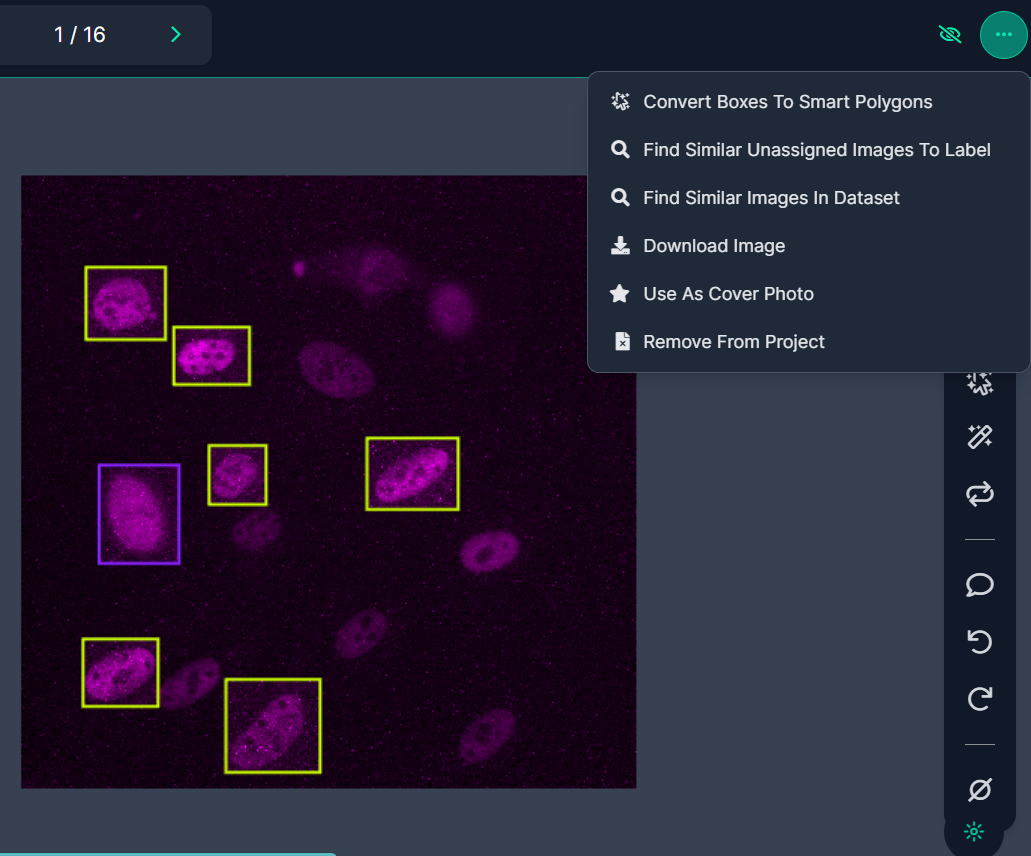 1 / 16
Convert Boxes To Smart Polygons
Find Similar Unassigned Images To Label
Find Similar Images In Dataset
Download Image
Use As Cover Photo
Remove From Project